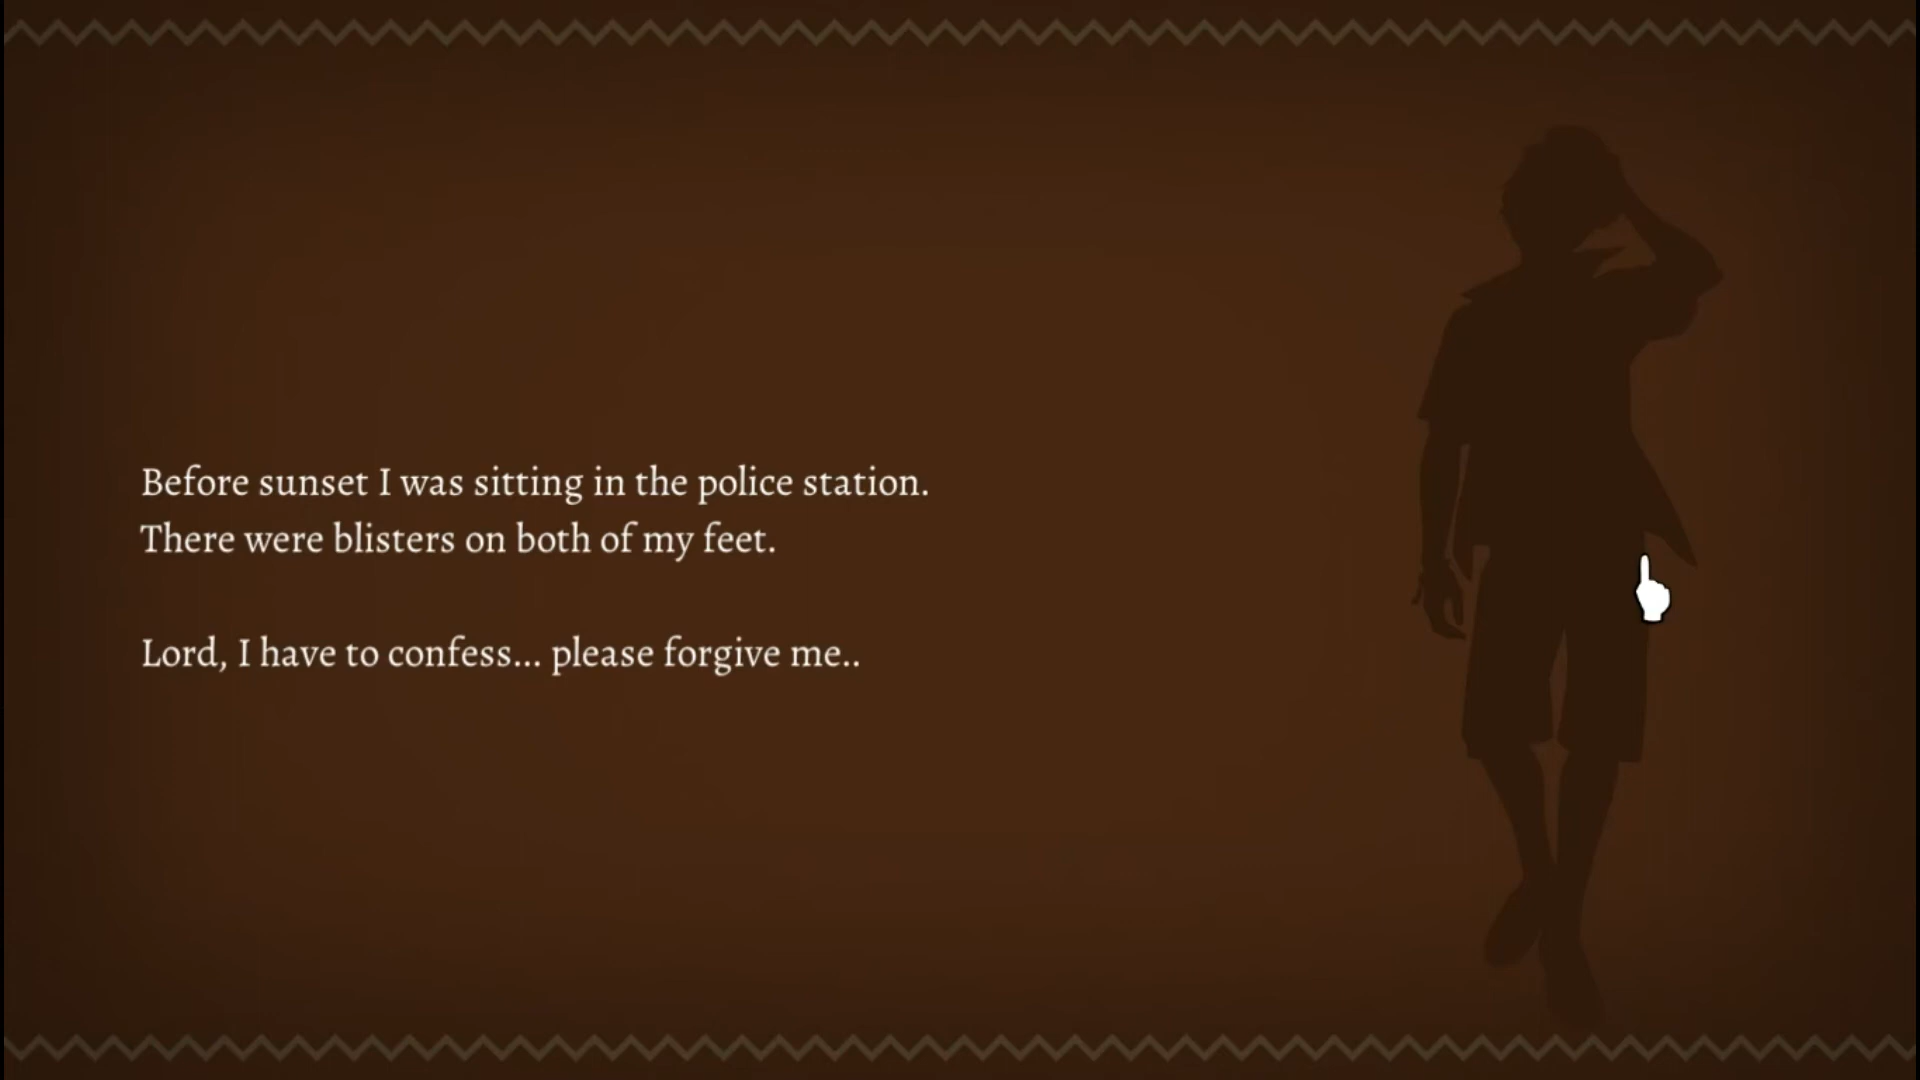 Before sunset I was sitting in the police station.
There were blisters on both of my feet.
Lord, I have to confess... please forgive me..